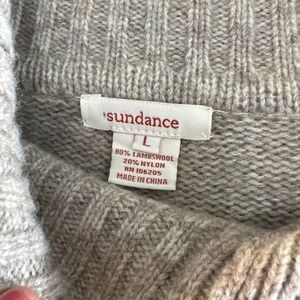 sundance
L
80% LAMBSWOOL
20% NYLON
RN 106205
MADE IN CHINA